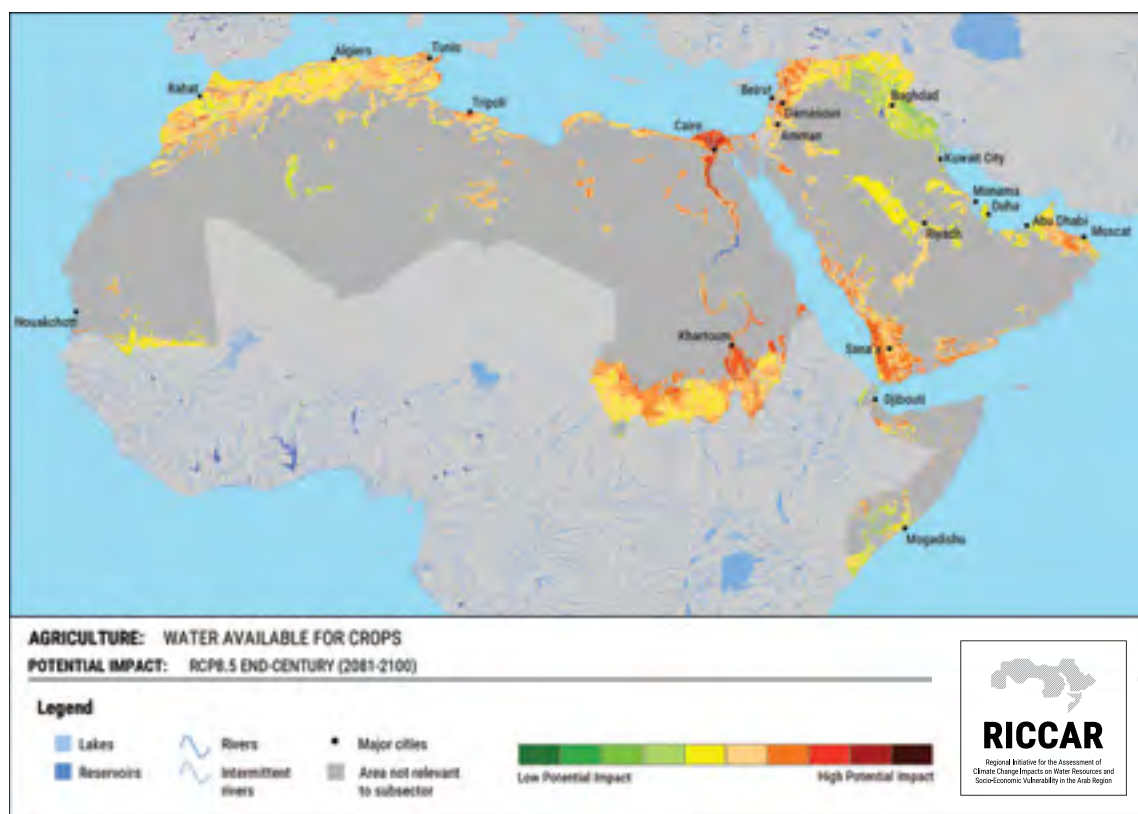 Algiers
Tunis
Rabat
Tripoli
Cairo
Beirut
Damascus
Amman
Baghdad
Kuwait City
Manama
Doha
Abu Dhabi
Muscat
Riyadh
Nouakchott
Khartoum
Sana'a
Djibouti
Mogadishu
AGRICULTURE: WATER AVAILABLE FOR CROPS
POTENTIAL IMPACT: RCP8.5 END-CENTURY (2081-2100)
Legend
Lakes
Reservoirs
Rivers
Intermittent
rivers
Major cities
Area not relevant
to subsector
Low Potential Impact
High Potential Impact
RICCAR
Regional Initiative for the Assessment of
Climate Change Impacts on Water Resources and
Socio-Economic Vulnerability in the Arab Region